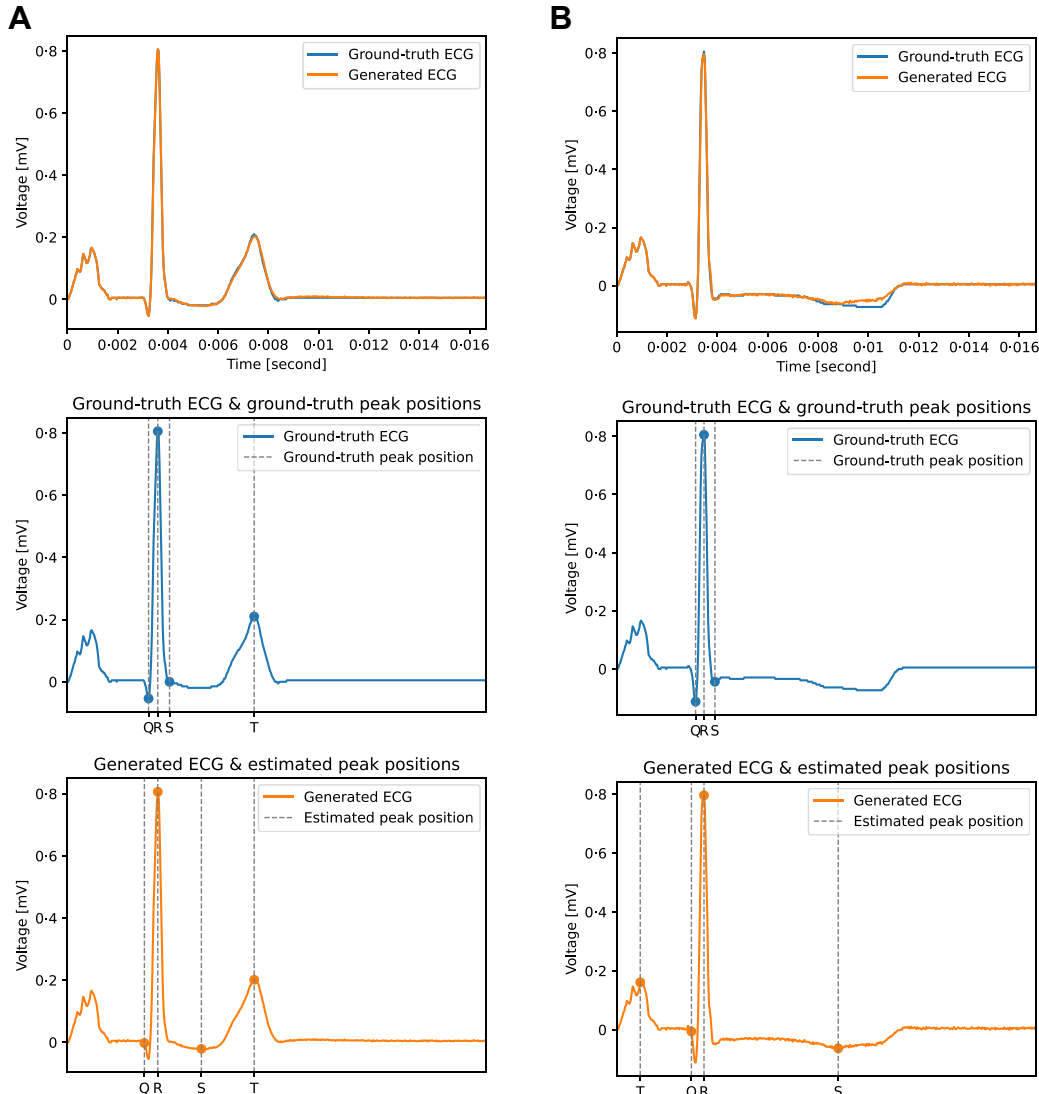 A
B
0·8
0·6
0·4
0·2
0
Voltage [mV]
Ground-truth ECG
Generated ECG
0 0·002 0·004 0·006 0·008 0·01 0·012 0·014 0·016
Time [second]
0·8
0·6
0·4
0·2
0
Voltage [mV]
Ground-truth ECG
Generated ECG
0 0·002 0·004 0·006 0·008 0·01 0·012 0·014 0·016
Time [second]
Ground-truth ECG & ground-truth peak positions
0·8
0·6
0·4
0·2
0
Voltage [mV]
Ground-truth ECG
Ground-truth peak position
Q R S T
Ground-truth ECG & ground-truth peak positions
0·8
0·6
0·4
0·2
0
Voltage [mV]
Ground-truth ECG
Ground-truth peak position
Q R S
Generated ECG & estimated peak positions
0·8
0·6
0·4
0·2
0
Voltage [mV]
Generated ECG
Estimated peak position
Q R S T
Generated ECG & estimated peak positions
0·8
0·6
0·4
0·2
0
Voltage [mV]
Generated ECG
Estimated peak position
T Q R S